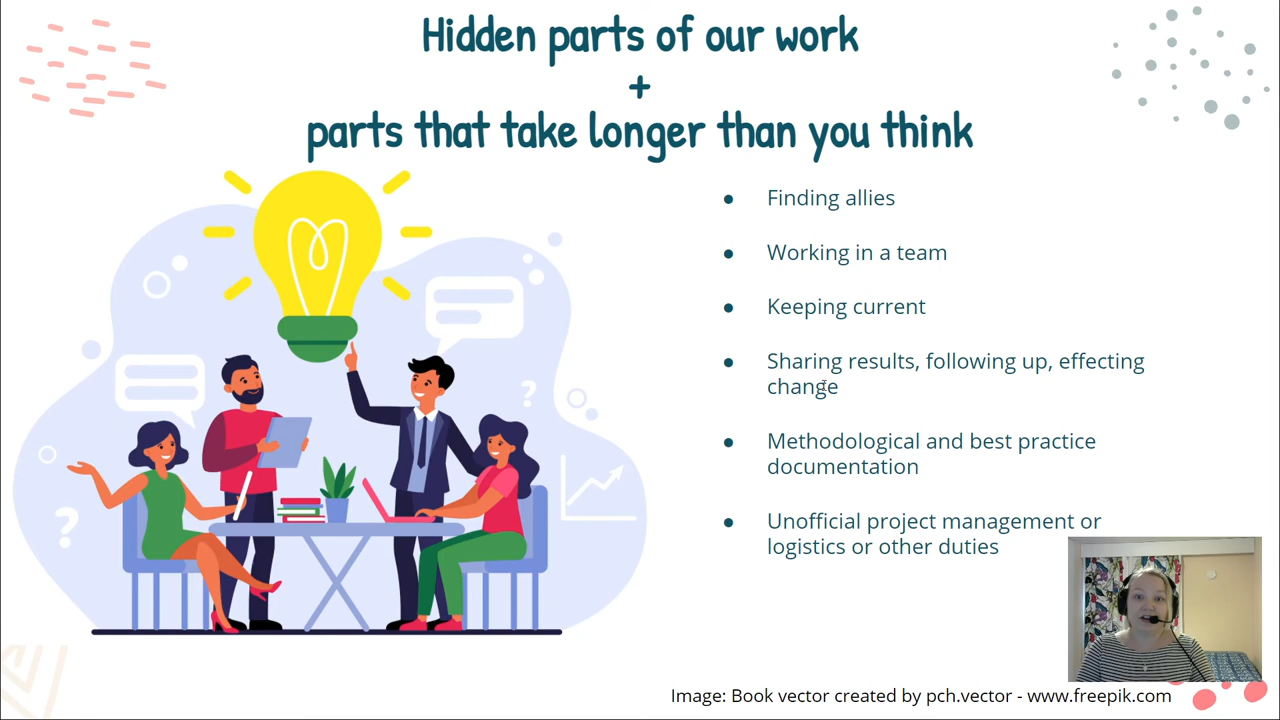 Hidden parts of our work
+
parts that take longer than you think
● Finding allies
● Working in a team
● Keeping current
● Sharing results, following up, effecting
change
● Methodological and best practice
documentation
● Unofficial project management or
logistics or other duties
?
?
Image: Book vector created by pch.vector - www.freepik.com